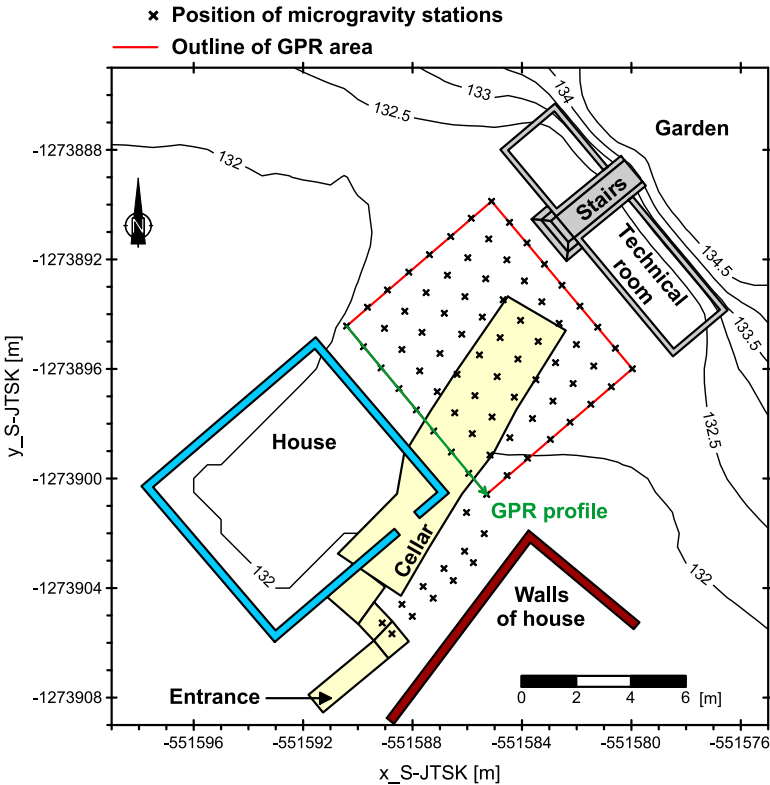 Position of microgravity stations
Outline of GPR area
134
133
132.5
Garden
132
-1273888
Stairs
N
Technical
room
134.5
-1273892
133.5
-1273896
132.5
House
-1273900
GPR profile
Cellar
132
132
-1273904
Walls
of house
Entrance
-1273908
0 2 4 6 [m]
-551596 -551592 -551588 -551584 -551580 -551576
x_S-JTSK [m]
y_S-JTSK [m]